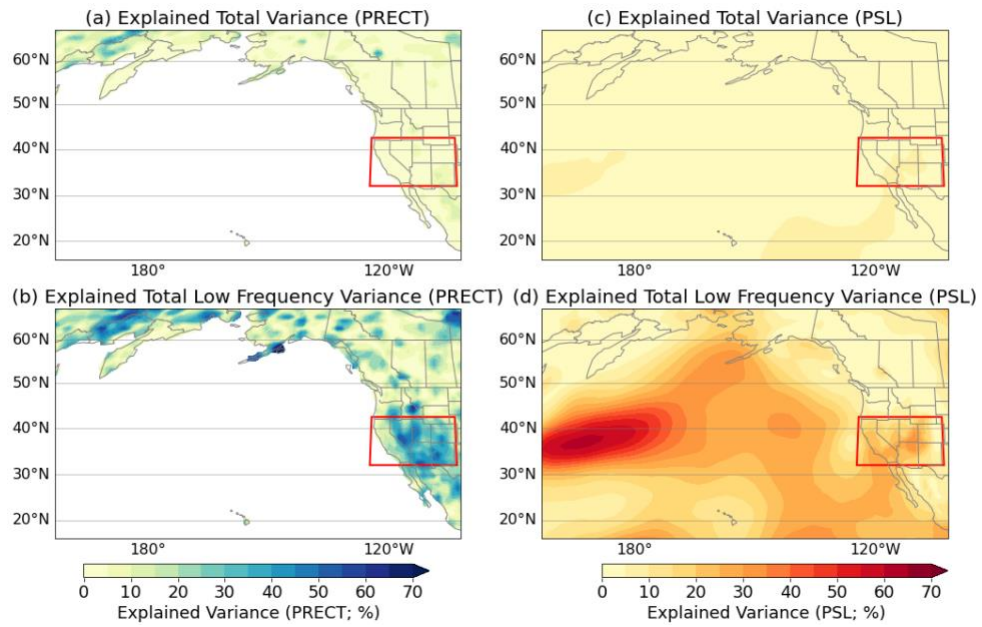 (a) Explained Total Variance (PRECT)
60°N
50°N
40°N
30°N
20°N
180°
120°W
(c) Explained Total Variance (PSL)
60°N
50°N
40°N
30°N
20°N
180°
120°W
(b) Explained Total Low Frequency Variance (PRECT)
60°N
50°N
40°N
30°N
20°N
180°
120°W
(d) Explained Total Low Frequency Variance (PSL)
60°N
50°N
40°N
30°N
20°N
180°
120°W
0 10 20 30 40 50 60 70
Explained Variance (PRECT; %)
0 10 20 30 40 50 60 70
Explained Variance (PSL; %)